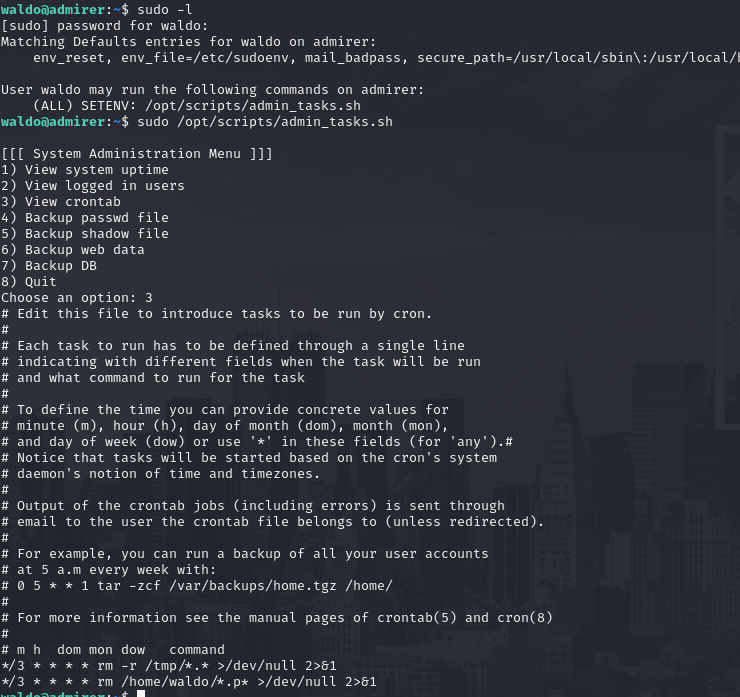 waldo@admirer:~$ sudo -l
[sudo] password for waldo:
Matching Defaults entries for waldo on admirer:
    env_reset, env_file=/etc/sudoenv, mail_badpass, secure_path=/usr/local/sbin\:/usr/local/b

User waldo may run the following commands on admirer:
    (ALL) SETENV: /opt/scripts/admin_tasks.sh
waldo@admirer:~$ sudo /opt/scripts/admin_tasks.sh

[[[ System Administration Menu ]]]
1) View system uptime
2) View logged in users
3) View crontab
4) Backup passwd file
5) Backup shadow file
6) Backup web data
7) Backup DB
8) Quit
Choose an option: 3
# Edit this file to introduce tasks to be run by cron.
#
# Each task to run has to be defined through a single line
# indicating with different fields when the task will be run
# and what command to run for the task
#
# To define the time you can provide concrete values for
# minute (m), hour (h), day of month (dom), month (mon),
# and day of week (dow) or use '*' in these fields (for 'any').#
# Notice that tasks will be started based on the cron's system
# daemon's notion of time and timezones.
#
# Output of the crontab jobs (including errors) is sent through
# email to the user the crontab file belongs to (unless redirected).
#
# For example, you can run a backup of all your user accounts
# at 5 a.m every week with:
# 0 5 * * 1 tar -zcf /var/backups/home.tgz /home/
#
# For more information see the manual pages of crontab(5) and cron(8)
#
# m h  dom mon dow   command
*/3 * * * * rm -r /tmp/*.* >/dev/null 2>&1
*/3 * * * * rm /home/waldo/*.p* >/dev/null 2>&1
waldo@admirer:~$